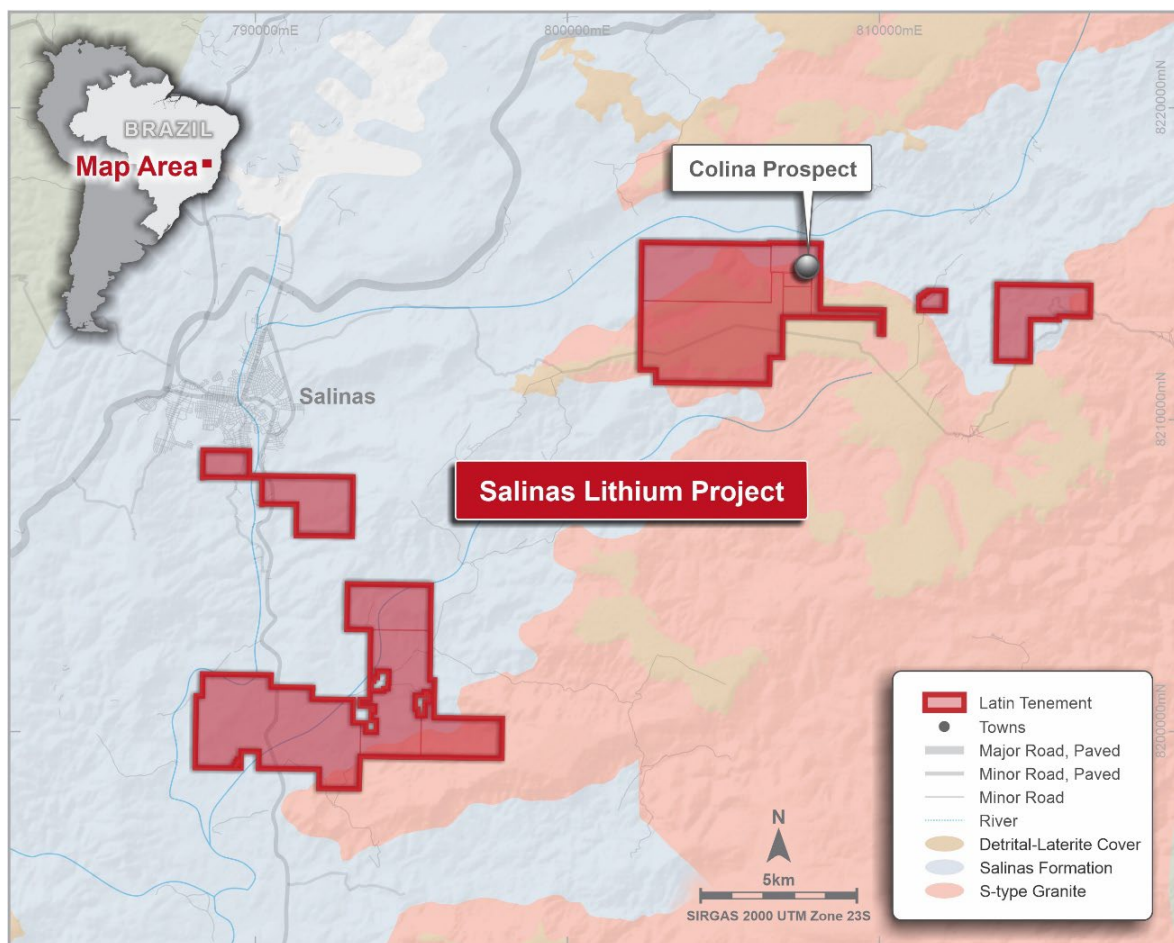 790000mE
800000mE
810000mE
8220000mN
BRAZIL
Map Area
Colina Prospect
Salinas
8210000mN
Salinas Lithium Project
8200000mN
Latin Tenement
Towns
Major Road, Paved
Minor Road, Paved
Minor Road
River
Detrital-Laterite Cover
Salinas Formation
S-type Granite
N
5km
SIRGAS 2000 UTM Zone 23S